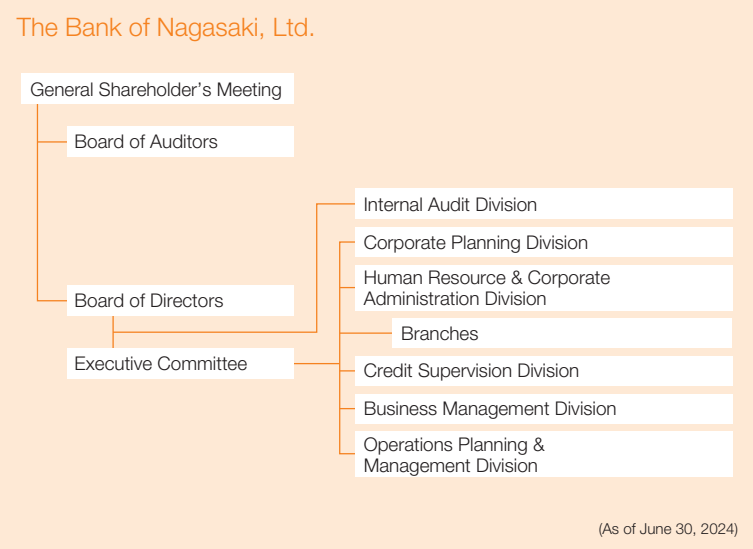 The Bank of Nagasaki, Ltd.
General Shareholder's Meeting
Board of Auditors
Internal Audit Division
Corporate Planning Division
Human Resource & Corporate
Administration Division
Board of Directors
Branches
Executive Committee
Credit Supervision Division
Business Management Division
Operations Planning &
Management Division
(As of June 30, 2024)